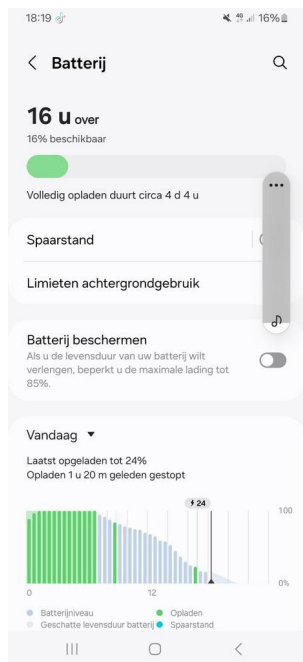 18:19
4G 16%
Batterij
16 u over
16% beschikbaar
Volledig opladen duurt circa 4 d 4 u
Spaarstand
Limieten achtergrondgebruik
Batterij beschermen
Als u de levensduur van uw batterij wilt
verlengen, beperkt u de maximale lading tot
85%.
Vandaag
Laatst opgeladen tot 24%
Opladen 1 u 20 m geleden gestopt
24
100
0%
0 12
Batterijniveau Opladen
Geschatte levensduur batterij Spaarstand